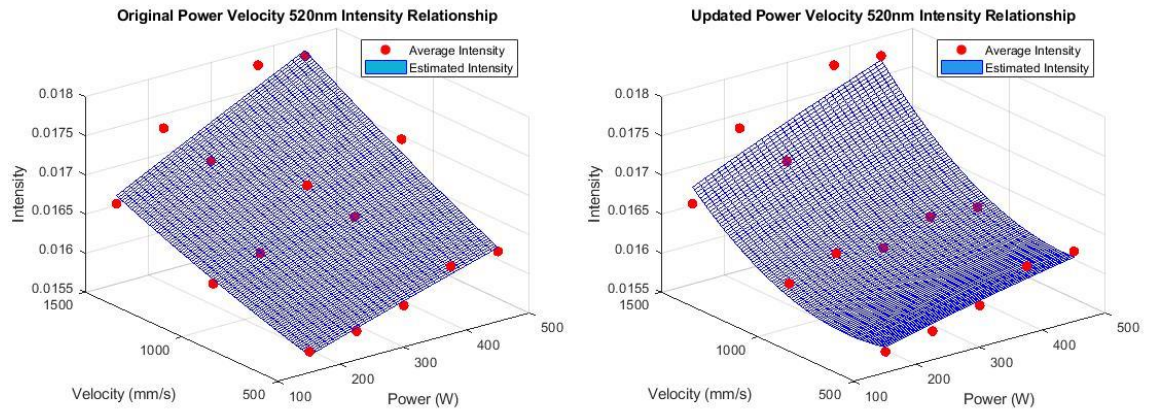 Original Power Velocity 520nm Intensity Relationship
Average Intensity
Estimated Intensity
0.018
0.0175
0.017
0.0165
0.016
0.0155
Intensity
1500
1000
500
Velocity (mm/s)
100
200
300
400
500
Power (W)
Updated Power Velocity 520nm Intensity Relationship
Average Intensity
Estimated Intensity
0.018
0.0175
0.017
0.0165
0.016
0.0155
Intensity
1500
1000
500
Velocity (mm/s)
100
200
300
400
500
Power (W)